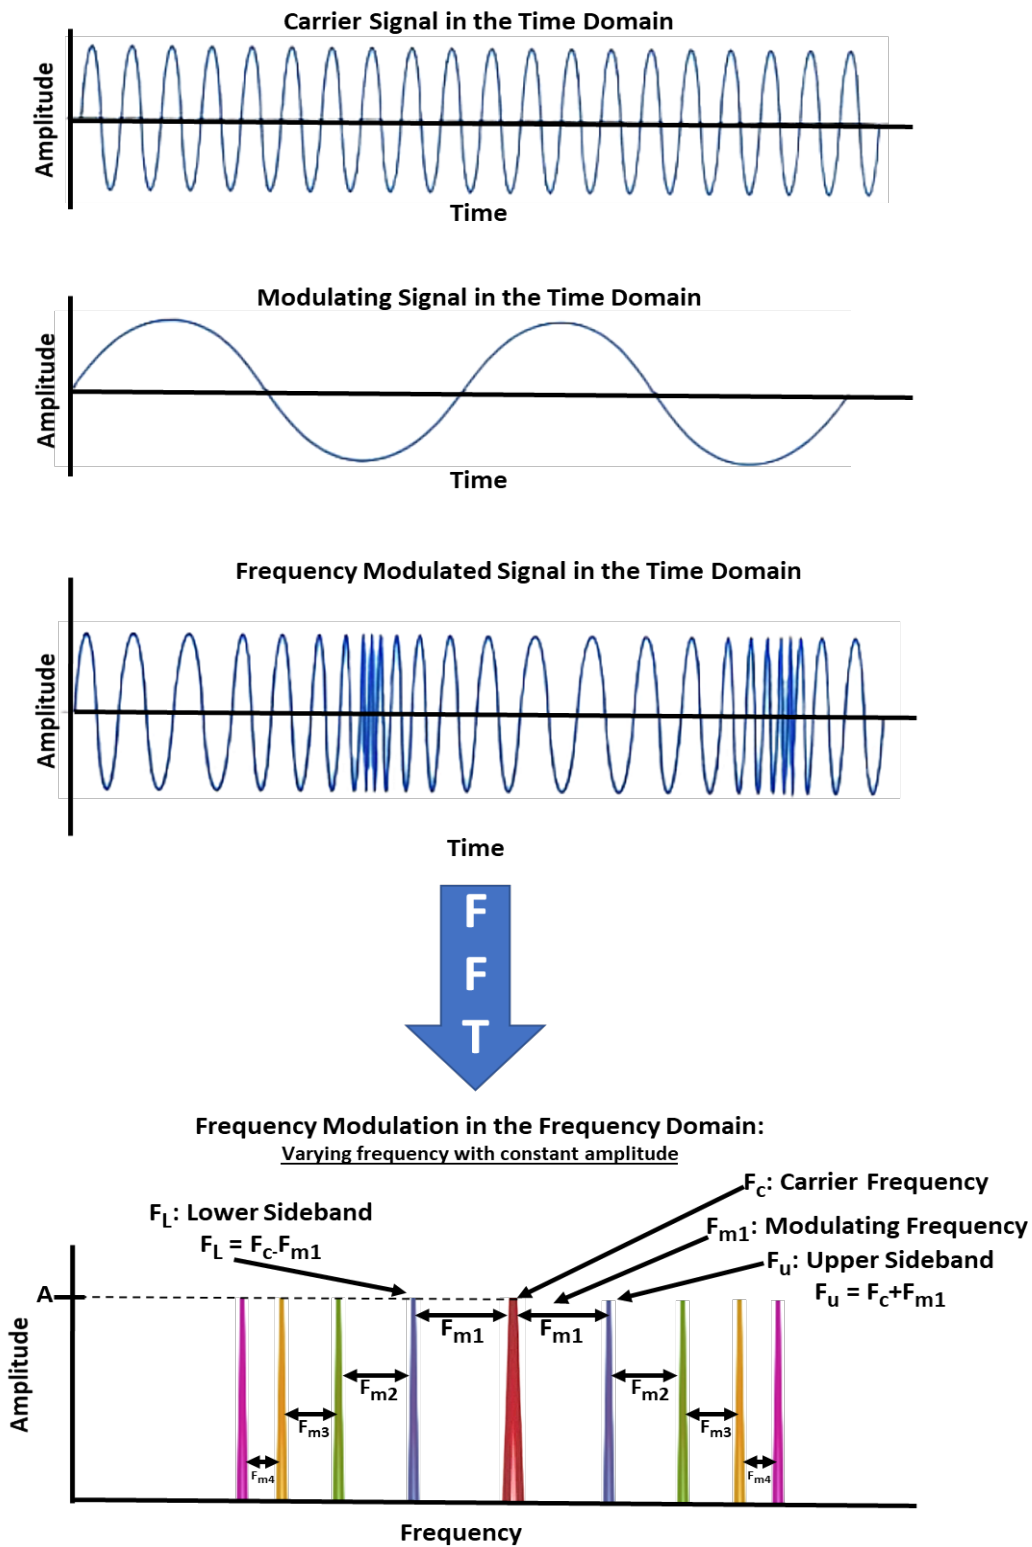 Carrier Signal in the Time Domain
Amplitude
Time
Modulating Signal in the Time Domain
Amplitude
Time
Frequency Modulated Signal in the Time Domain
Amplitude
Time
F
F
T
Frequency Modulation in the Frequency Domain:
Varying frequency with constant amplitude
Fc: Carrier Frequency
FL: Lower Sideband
Fm1: Modulating Frequency
FL = Fc-Fm1
Fu: Upper Sideband
Fu = Fc+Fm1
A
Fm1 Fm1
Fm2 Fm2
Fm3 Fm3
Fm4 Fm4
Amplitude
Frequency